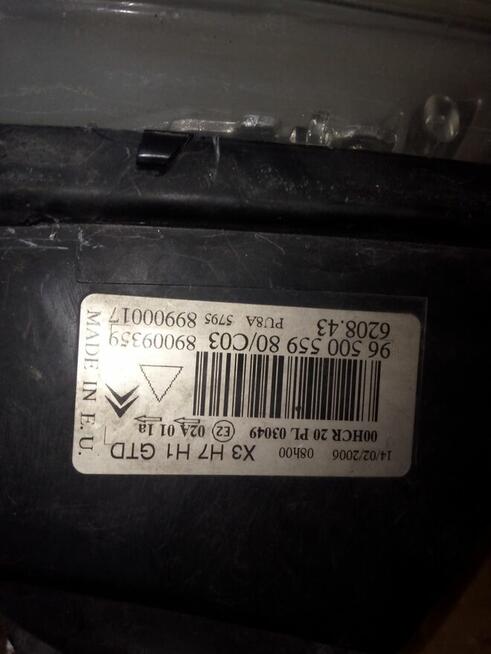 14/02/2006 08h00
X3 H7 H1 GTD
00HCR 20 PL 03049 E2 02A 01 1a
96 500 559 80/C03 89009359
6208.43 PU8A 5795 89900017
MADE IN E. U.